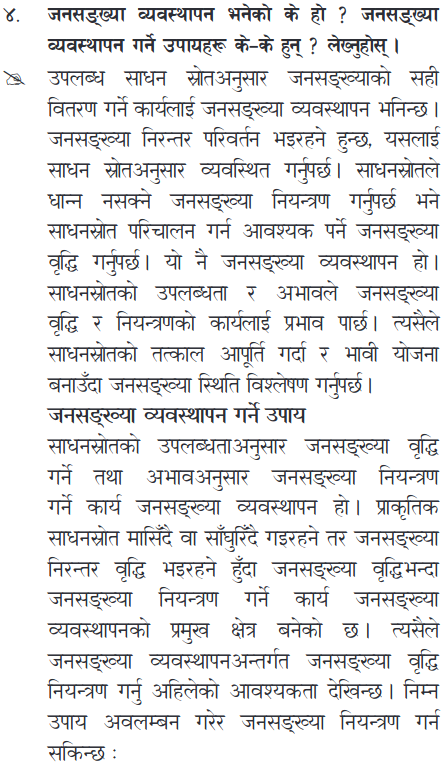 ४. जनसङ्ख्या व्यवस्थापन भनेको के हो ? जनसङ्ख्या
व्यवस्थापन गर्ने उपायहरू के–के हुन् ? लेख्नुहोस् ।
उपलब्ध साधन स्रोतअनुसार जनसङ्ख्याको सही
वितरण गर्ने कार्यलाई जनसङ्ख्या व्यवस्थापन भनिन्छ ।
जनसङ्ख्या निरन्तर परिवर्तन भइरहने हुन्छ, यसलाई
साधन स्रोतअनुसार व्यवस्थित गर्नुपर्छ । साधनस्रोतले
धान्न नसक्ने जनसङ्ख्या नियन्त्रण गर्नुपर्छ भने
साधनस्रोत परिचालन गर्न आवश्यक पर्ने जनसङ्ख्या
वृद्धि गर्नुपर्छ । यो नै जनसङ्ख्या व्यवस्थापन हो ।
साधनस्रोतको उपलब्धता र अभावले जनसङ्ख्या
वृद्धि र नियन्त्रणको कार्यलाई प्रभाव पार्छ । त्यसैले
साधनस्रोतको तत्काल आपूर्ति गर्दा र भावी योजना
बनाउँदा जनसङ्ख्या स्थिति विश्लेषण गर्नुपर्छ ।
जनसङ्ख्या व्यवस्थापन गर्ने उपाय
साधनस्रोतको उपलब्धताअनुसार जनसङ्ख्या वृद्धि
गर्ने तथा अभावअनुसार जनसङ्ख्या नियन्त्रण
गर्ने कार्य जनसङ्ख्या व्यवस्थापन हो । प्राकृतिक
साधनस्रोत मासिँदै वा साँघुरिँदै गइरहने तर जनसङ्ख्या
निरन्तर वृद्धि भइरहने हुँदा जनसङ्ख्या वृद्धिभन्दा
जनसङ्ख्या नियन्त्रण गर्ने कार्य जनसङ्ख्या
व्यवस्थापनको प्रमुख क्षेत्र बनेको छ । त्यसैले
जनसङ्ख्या व्यवस्थापनअन्तर्गत जनसङ्ख्या वृद्धि
नियन्त्रण गर्नु अहिलेको आवश्यकता देखिन्छ । निम्न
उपाय अवलम्बन गरेर जनसङ्ख्या नियन्त्रण गर्न
सकिन्छ :